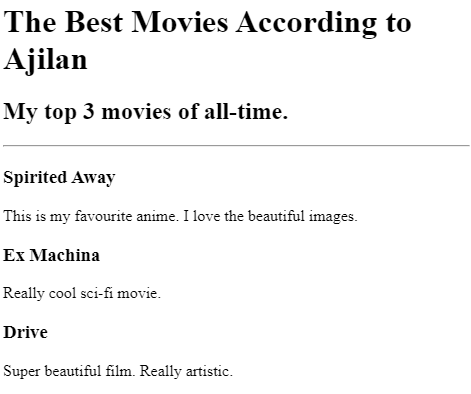 The Best Movies According to
Ajilan
My top 3 movies of all-time.
Spirited Away
This is my favourite anime. I love the beautiful images.
Ex Machina
Really cool sci-fi movie.
Drive
Super beautiful film. Really artistic.